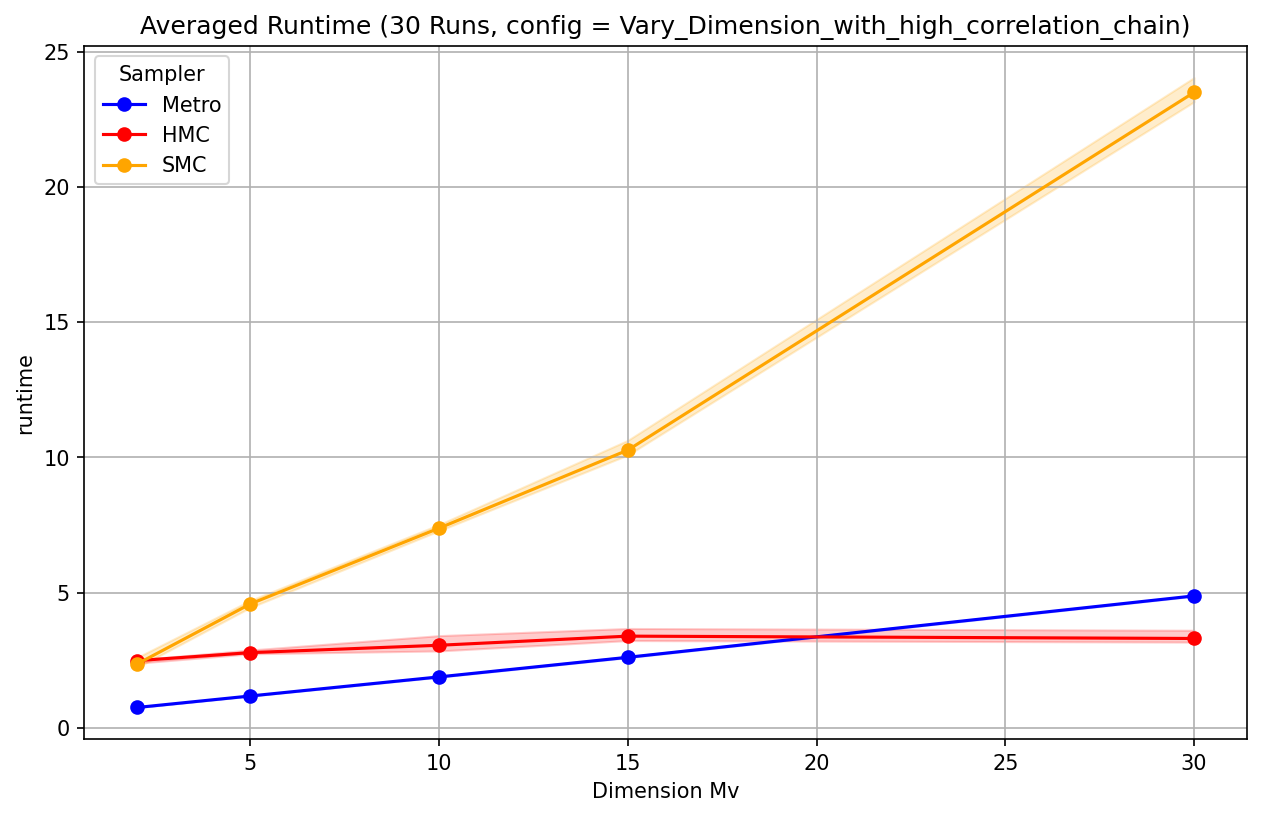 Averaged Runtime (30 Runs, config = Vary_Dimension_with_high_correlation_chain)
25
20
15
10
5
0
runtime
Sampler
Metro
HMC
SMC
5
10
15
20
25
30
Dimension Mv